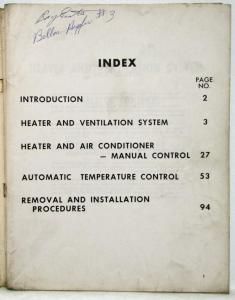 #3
INDEX
PAGE
NO.
INTRODUCTION 2
HEATER AND VENTILATION SYSTEM 3
HEATER AND AIR CONDITIONER
— MANUAL CONTROL 27
AUTOMATIC TEMPERATURE CONTROL 53
REMOVAL AND INSTALLATION
PROCEDURES 94
1